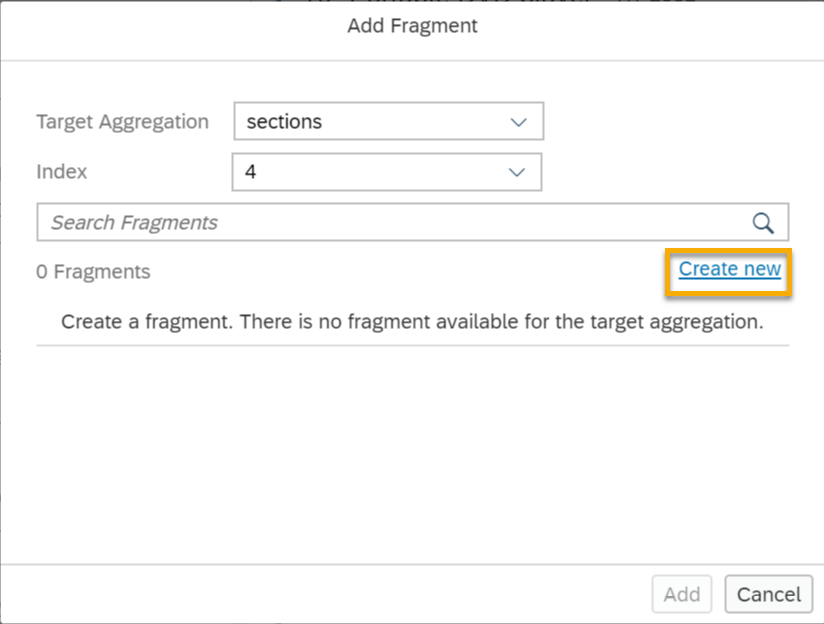 Add Fragment
Target Aggregation sections
Index 4
Search Fragments
0 Fragments Create new
Create a fragment. There is no fragment available for the target aggregation.
Add Cancel